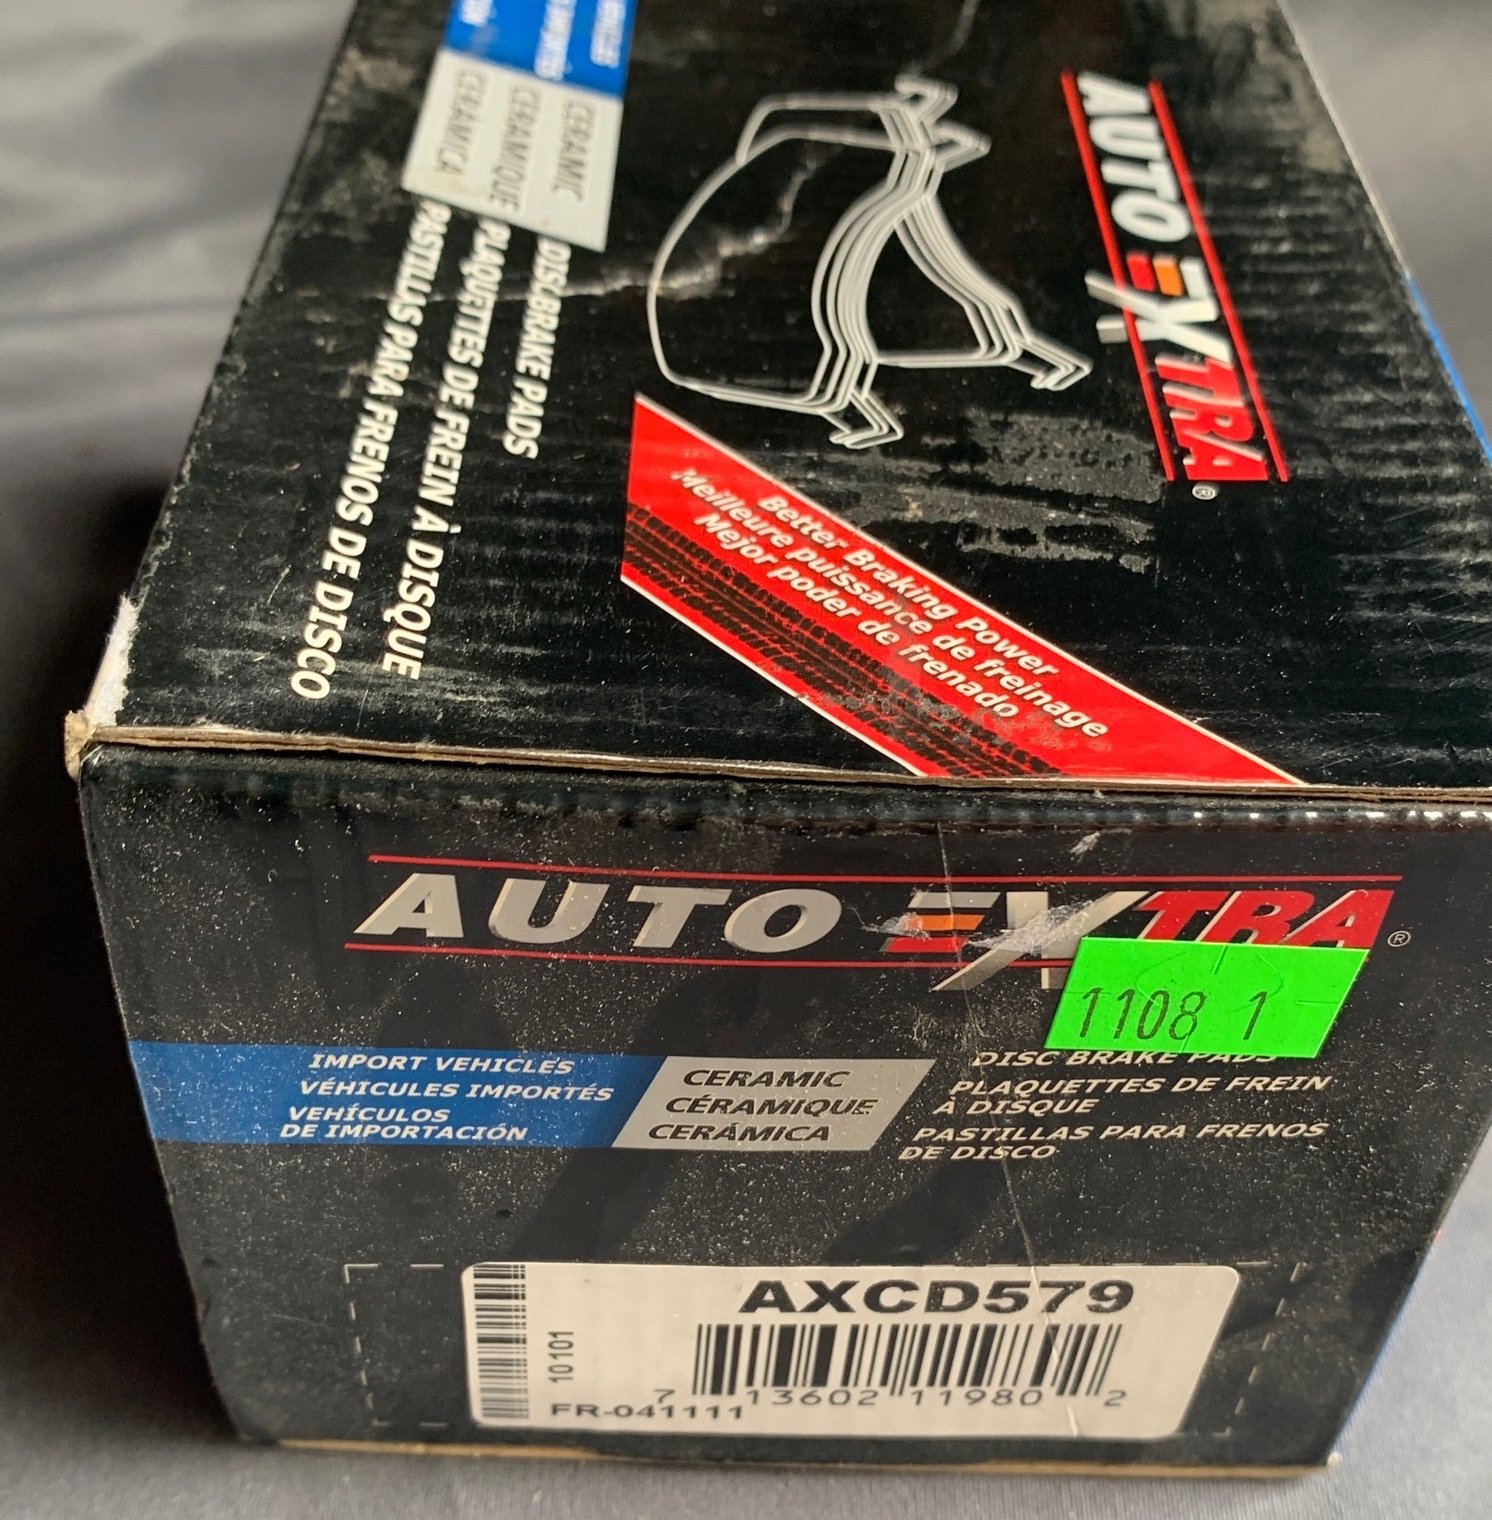 CERAMIC
CERAMIQUE
CERÁMICA
DISC BRAKE PADS
PLAQUETTES DE FREIN À DISQUE
PASTILLAS PARA FRENOS DE DISCO
AUTO EXTRA®
Better Braking Power
Meilleure puissance de freinage
Mejor poder de frenado
AUTO EXTRA®
1108 1
IMPORT VEHICLES
VÉHICULES IMPORTÉS
VEHÍCULOS
DE IMPORTACIÓN
CERAMIC
CÉRAMIQUE
CERÁMICA
DISC BRAKE PADS
PLAQUETTES DE FREIN
À DISQUE
PASTILLAS PARA FRENOS
DE DISCO
AXCD579
10101
7 13602 11980 2
FR-041111